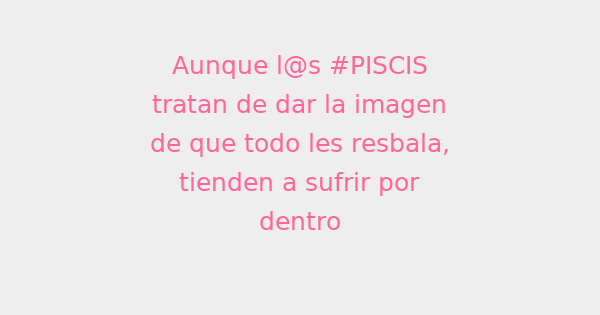 Aunque l@s #PISCIS
tratan de dar la imagen
de que todo les resbala,
tienden a sufrir por
dentro